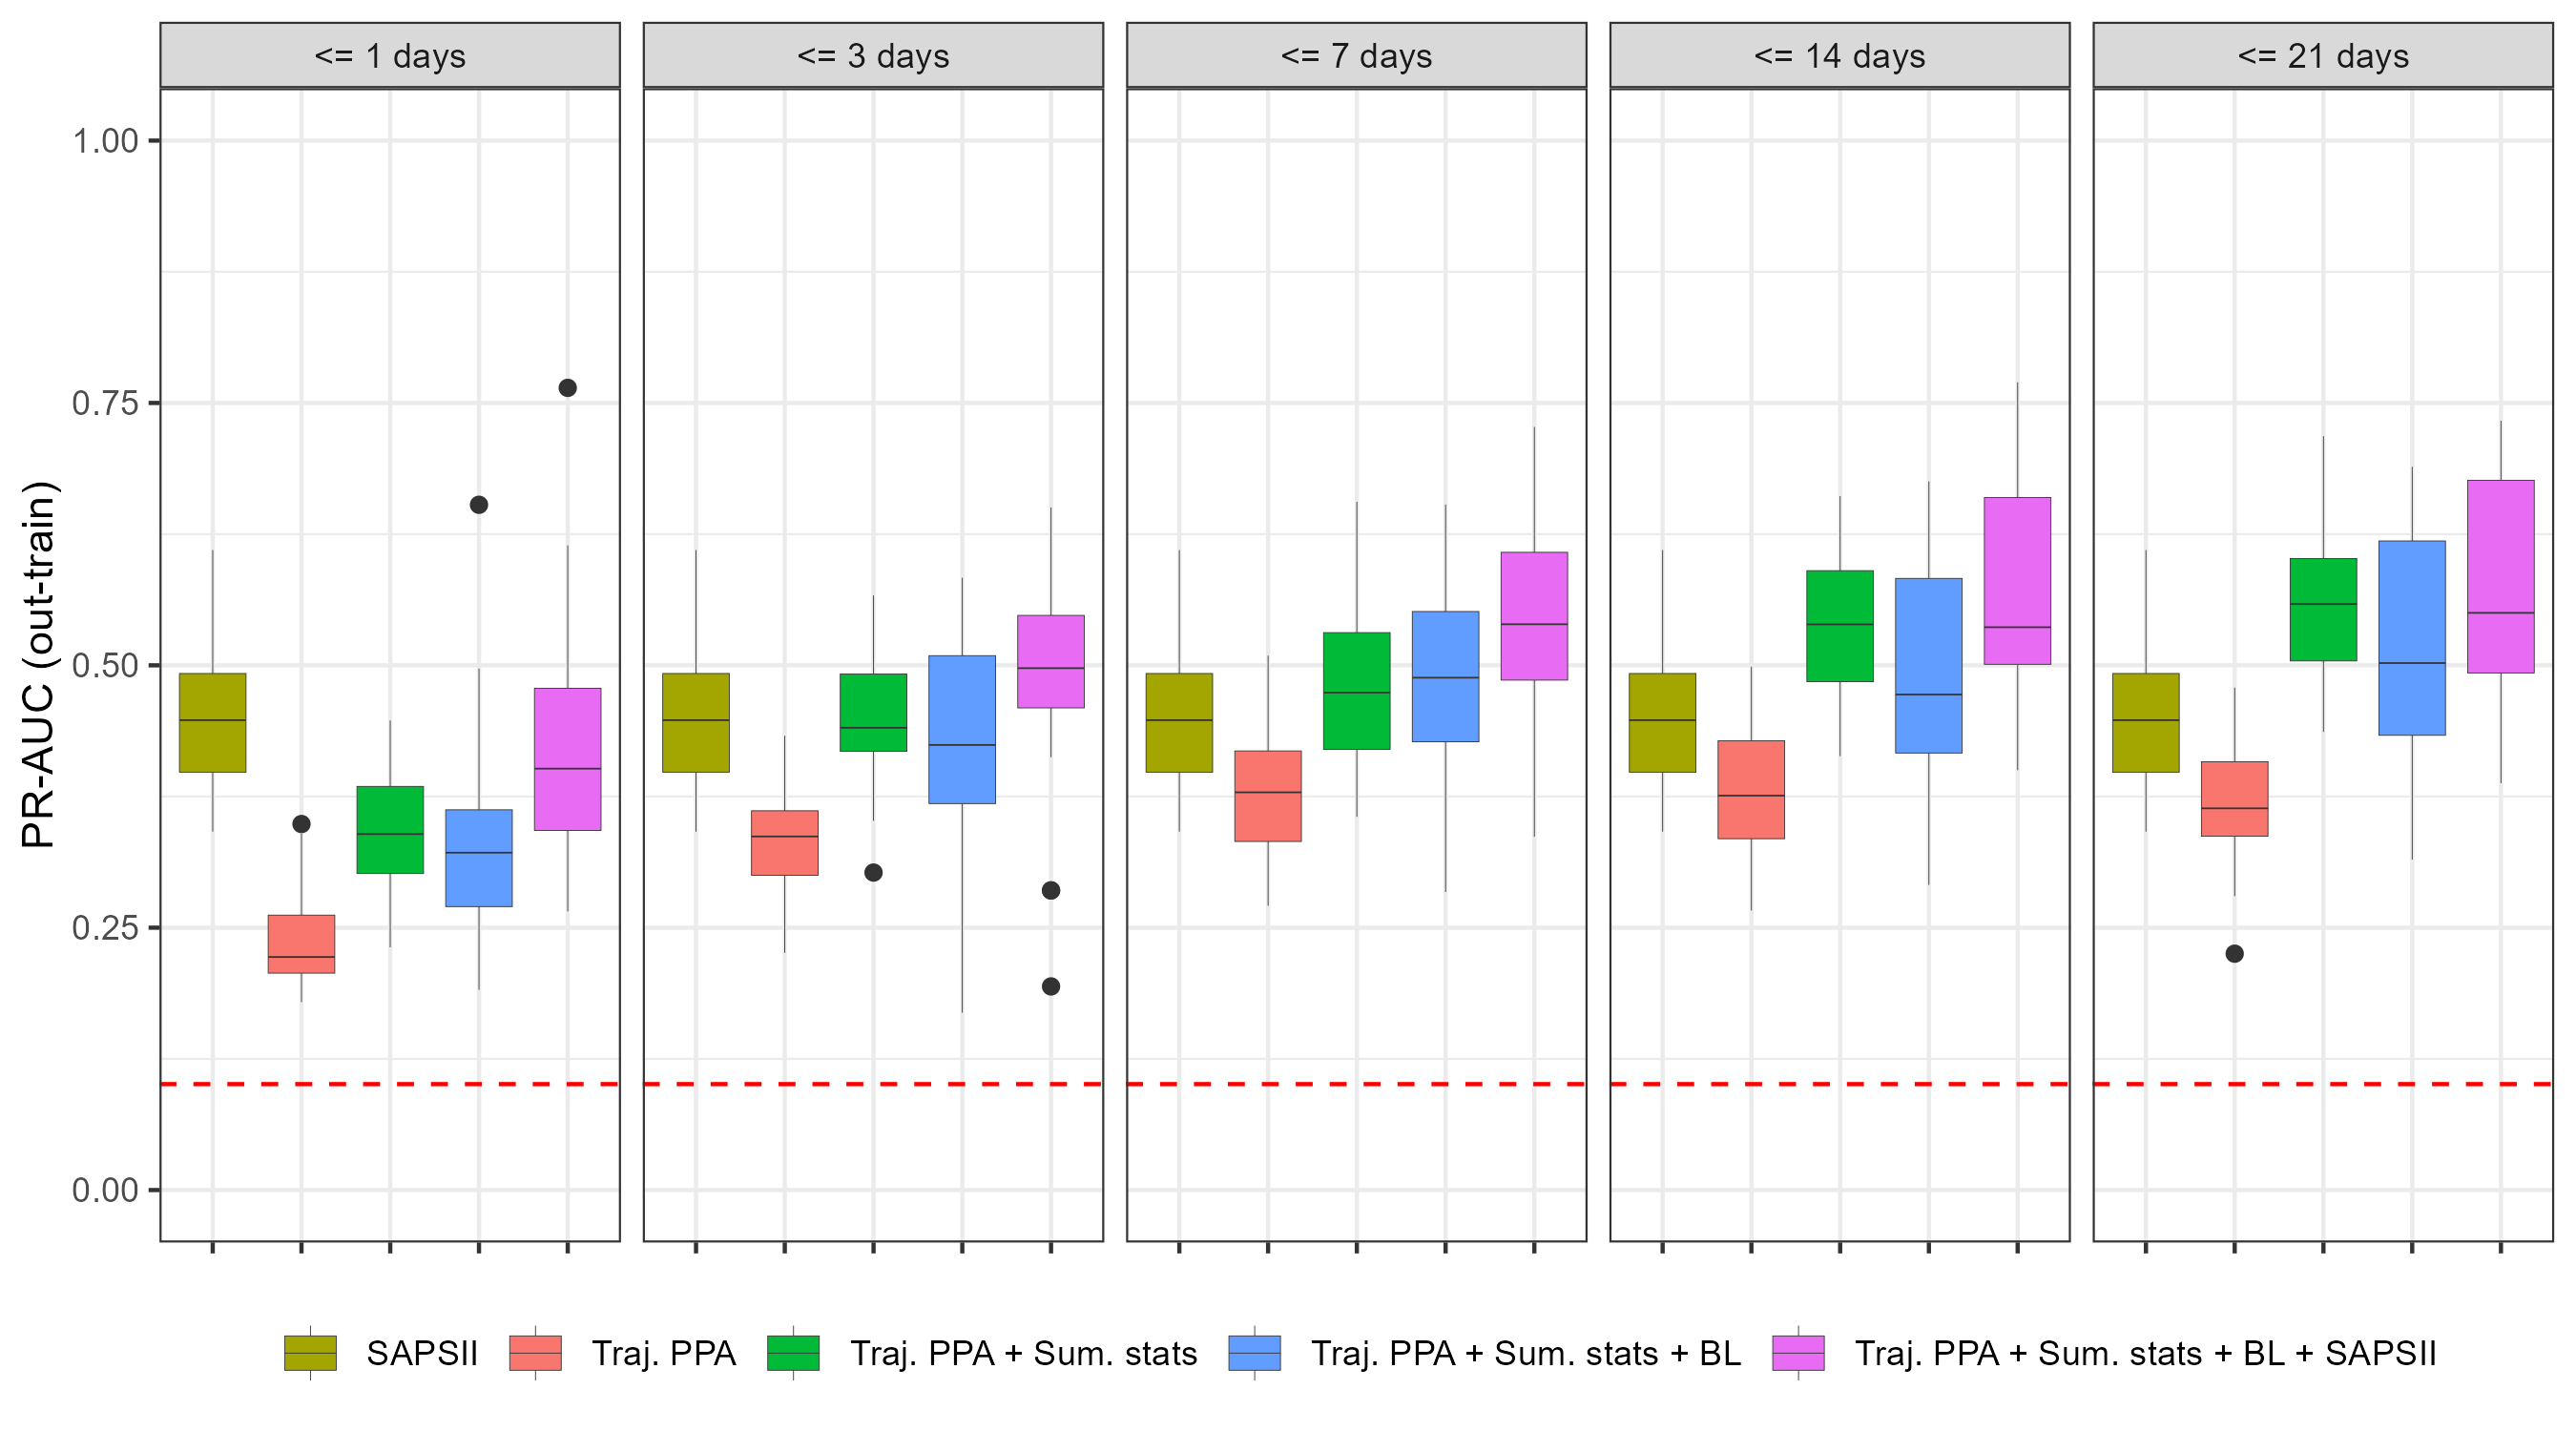 <= 1 days
<= 3 days
<= 7 days
<= 14 days
<= 21 days
PR-AUC (out-train)
1.00
0.75
0.50
0.25
0.00
SAPSII
Traj. PPA
Traj. PPA + Sum. stats
Traj. PPA + Sum. stats + BL
Traj. PPA + Sum. stats + BL + SAPSII